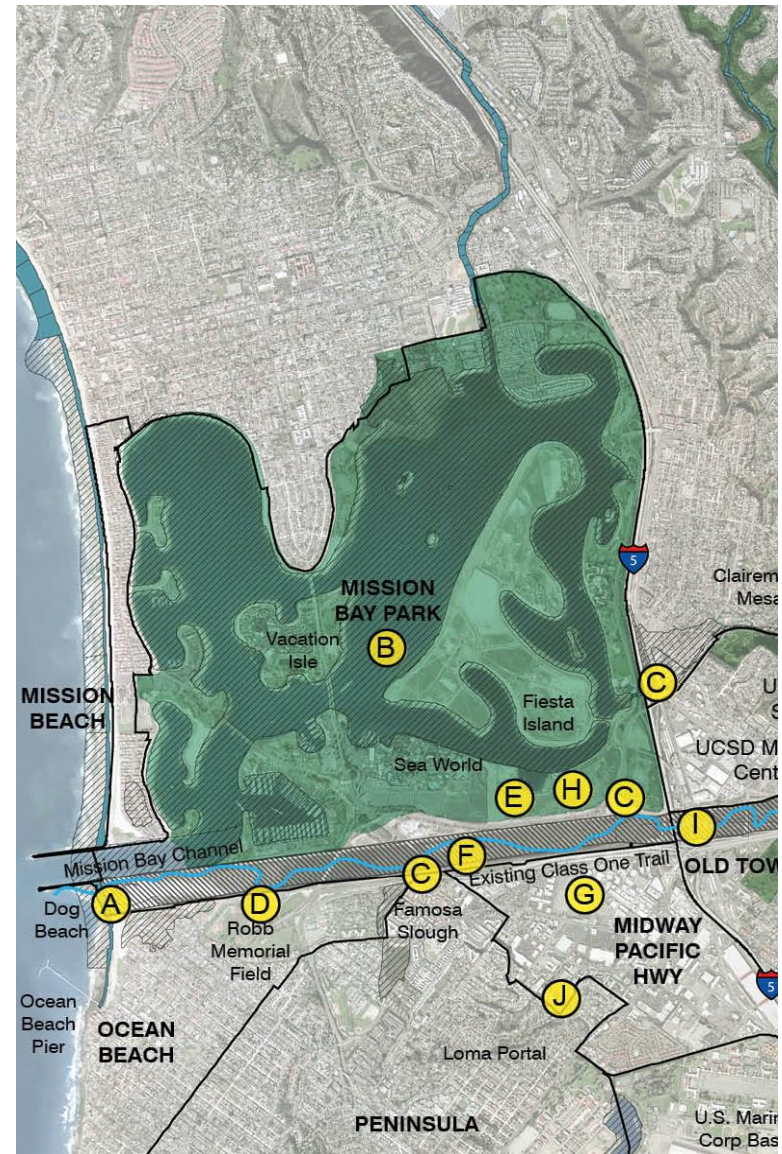 5
Clairem
Mesa
MISSION
BAY PARK
Vacation
Isle
B
C
MISSION
BEACH
Fiesta
Island
U
S
UCSD M
Cent
Sea World
E
H
C
I
Mission Bay Channel
F
C
Existing Class One Trail
OLD TOW
A
D
G
Dog
Beach
Robb
Memorial
Field
Famosa
Slough
MIDWAY
PACIFIC
HWY
5
J
Ocean
Beach
Pier
OCEAN
BEACH
Loma Portal
PENINSULA
U.S. Marin
Corp Bas